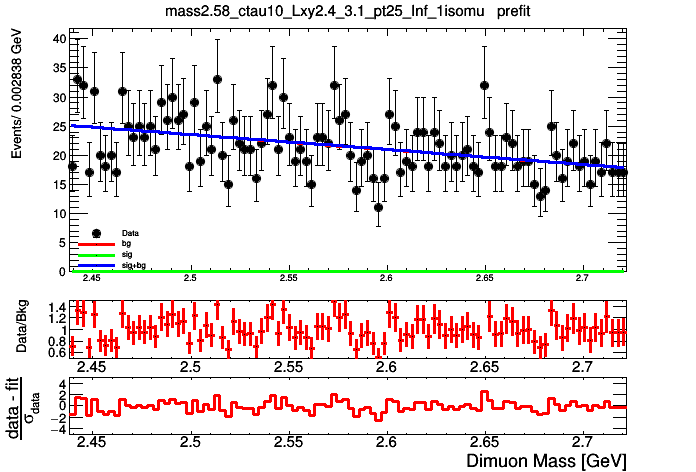 mass2.58_ctau10_Lxy2.4_3.1_pt25_Inf_1isomu prefit
Events/ 0.002838 GeV
40
35
30
25
20
15
10
5
0
Data
bg
sig
sig+bg
2.45 2.5 2.55 2.6 2.65 2.7
Data/Bkg
1.4
1.2
1
0.8
0.6
2.45 2.5 2.55 2.6 2.65 2.7
data - fit
σdata
4
2
0
−2
−4
2.45 2.5 2.55 2.6 2.65 2.7
Dimuon Mass [GeV]